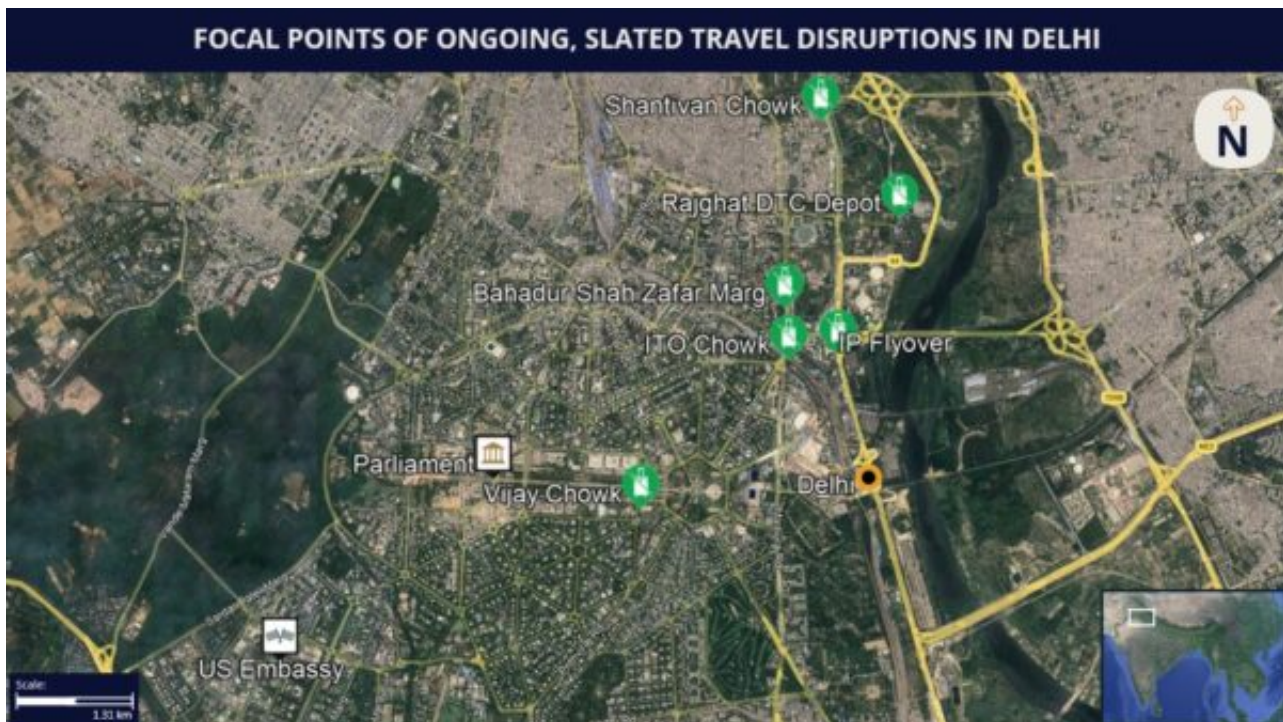 FOCAL POINTS OF ONGOING, SLATED TRAVEL DISRUPTIONS IN DELHI
Shantivan Chowk
N
Rajghat DTC Depot
Bahadur Shah Zafar Marg
ITO Chowk
IP Flyover
Parliament
Vijay Chowk
Delhi
US Embassy
Scale:
1.31 km